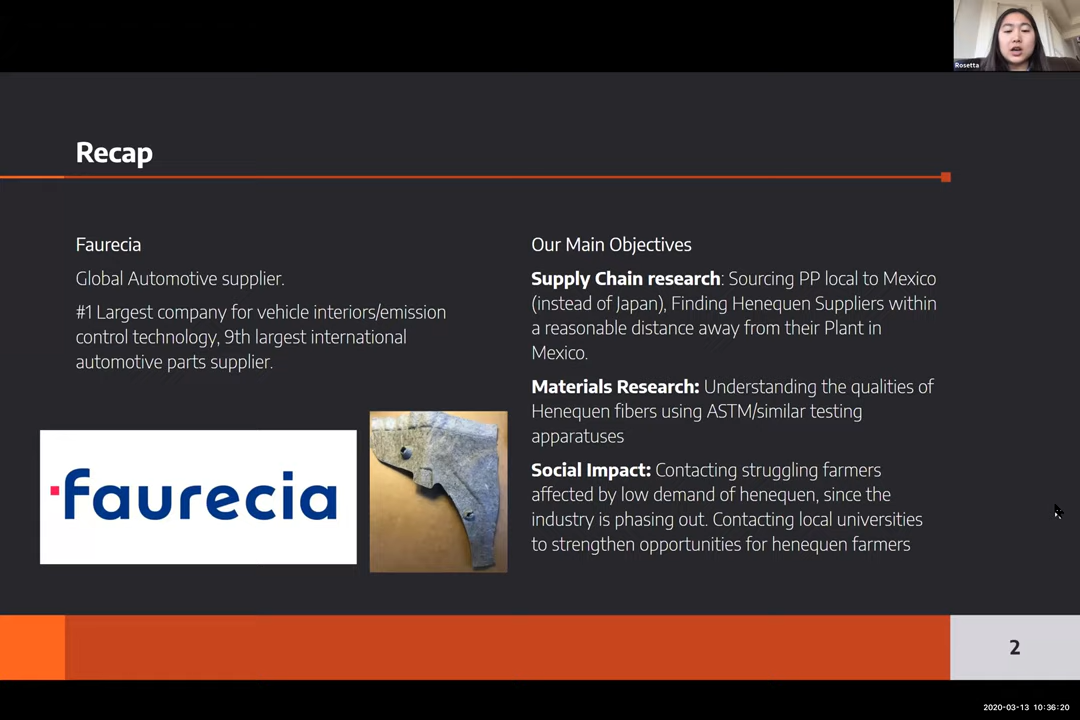 Rosetta
Recap
Faurecia
Global Automotive supplier.
#1 Largest company for vehicle interiors/emission
control technology, 9th largest international
automotive parts supplier.
faurecia
Our Main Objectives
Supply Chain research: Sourcing PP local to Mexico
(instead of Japan), Finding Henequen Suppliers within
a reasonable distance away from their Plant in
Mexico.
Materials Research: Understanding the qualities of
Henequen fibers using ASTM/similar testing
apparatuses
Social Impact: Contacting struggling farmers
affected by low demand of henequen, since the
industry is phasing out. Contacting local universities
to strengthen opportunities for henequen farmers
2
2020-03-13 10:36:20